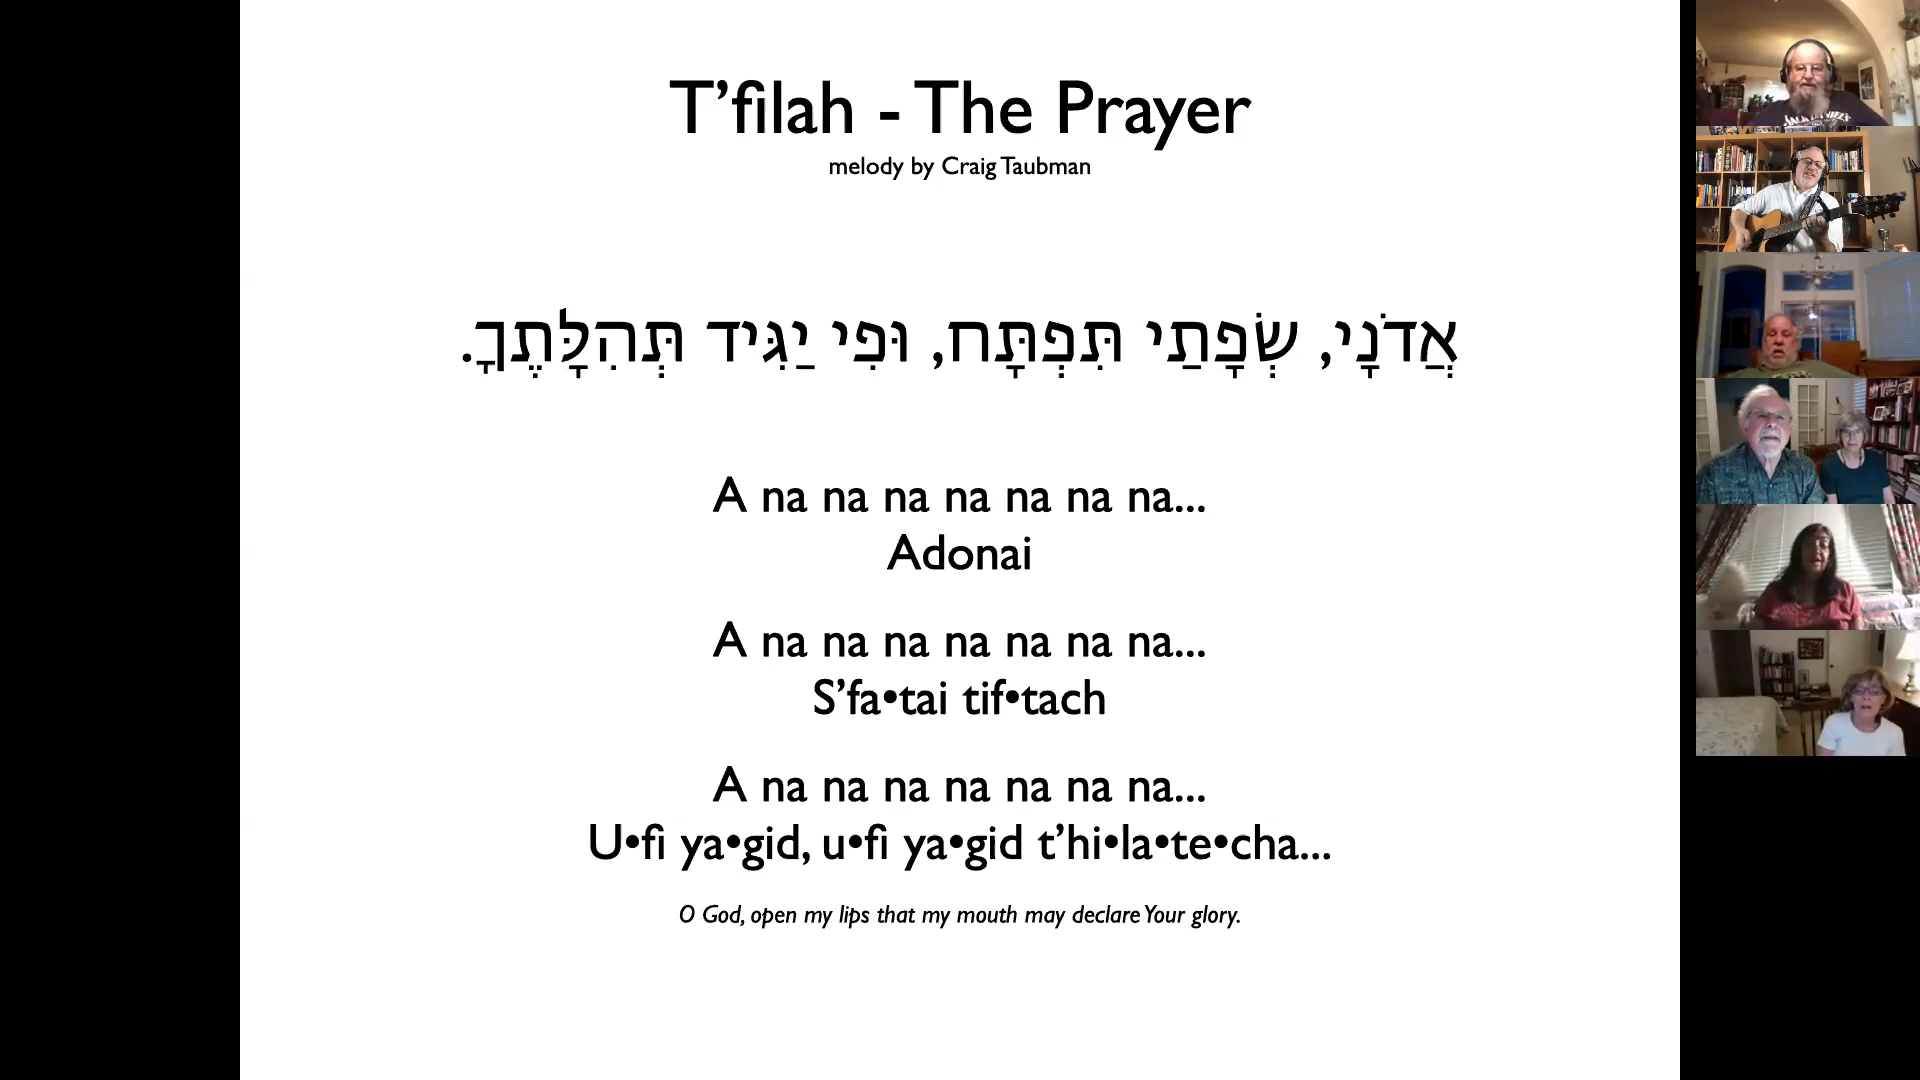 T’filah - The Prayer
melody by Craig Taubman
אֲדֹנָי, שְׂפָתַי תִּפְתָּח, וּפִי יַגִּיד תְּהִלָּתֶךָ.
A na na na na na na na...
Adonai
A na na na na na na na...
S’fa•tai tif•tach
A na na na na na na na...
U•fi ya•gid, u•fi ya•gid t’hi•la•te•cha...
O God, open my lips that my mouth may declare Your glory.
JACK DANIEL'S